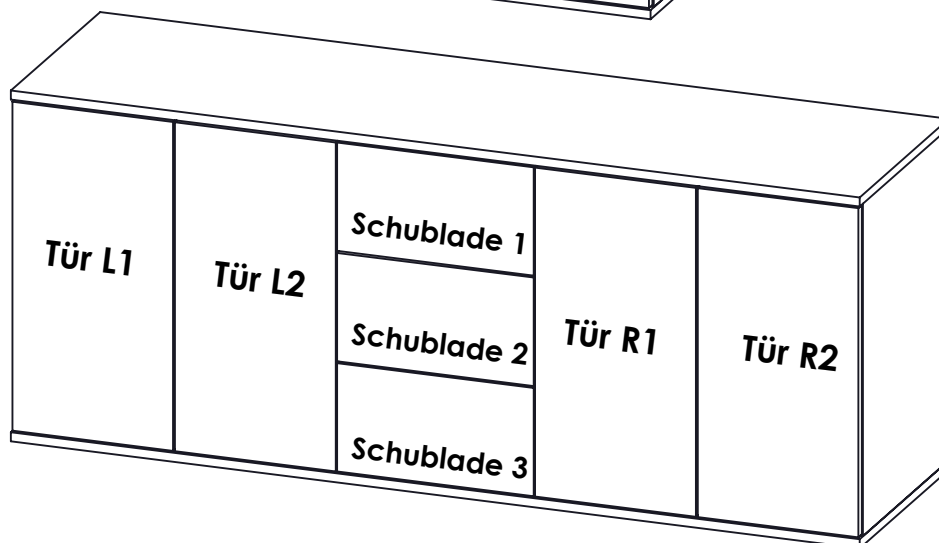 Tür L1
Tür L2
Schublade 1
Schublade 2
Schublade 3
Tür R1
Tür R2